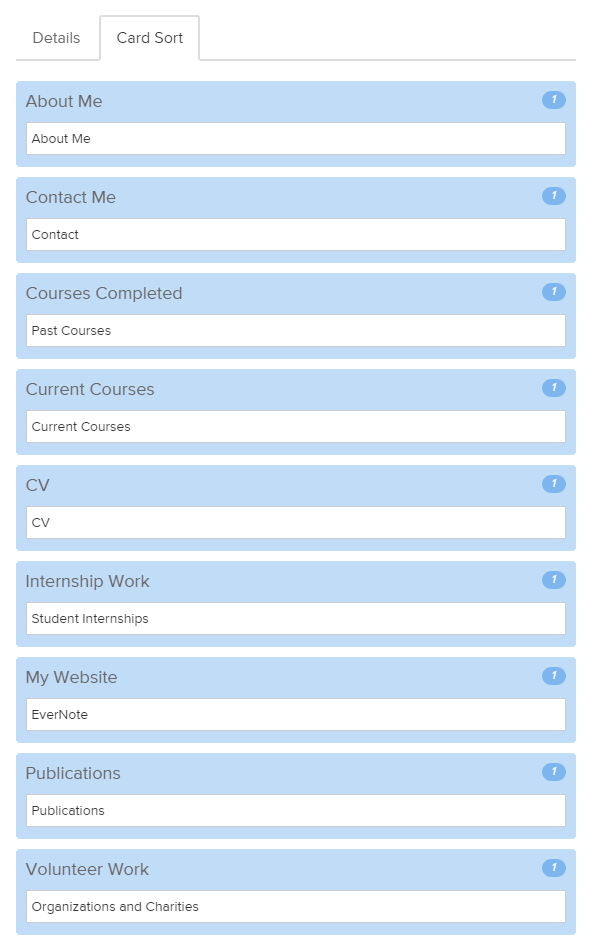 Details Card Sort
About Me 1
About Me
Contact Me 1
Contact
Courses Completed 1
Past Courses
Current Courses 1
Current Courses
CV 1
CV
Internship Work 1
Student Internships
My Website 1
EverNote
Publications 1
Publications
Volunteer Work 1
Organizations and Charities